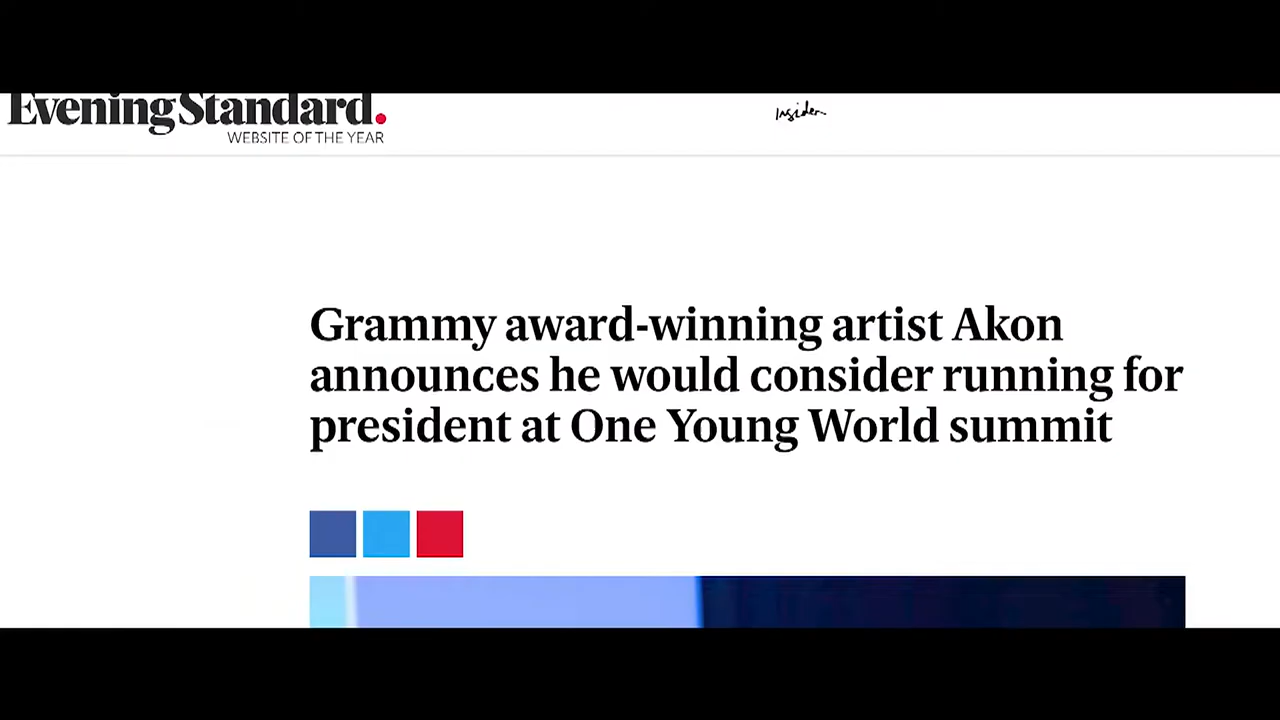 Evening Standard.
WEBSITE OF THE YEAR
Insider
Grammy award-winning artist Akon
announces he would consider running for
president at One Young World summit